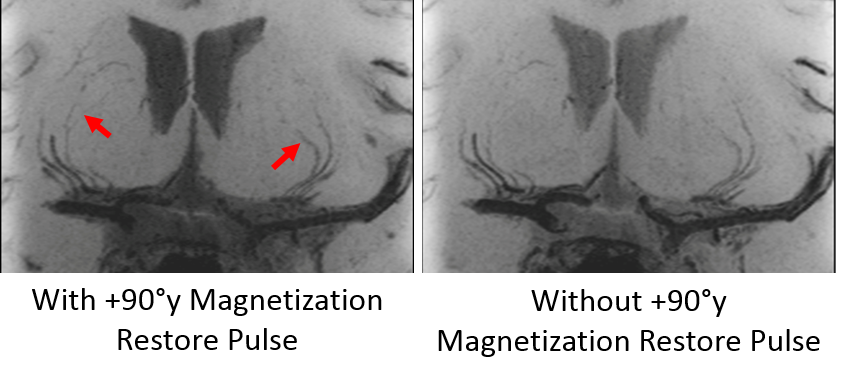 With +90°y Magnetization
Restore Pulse
Without +90°y
Magnetization Restore Pulse